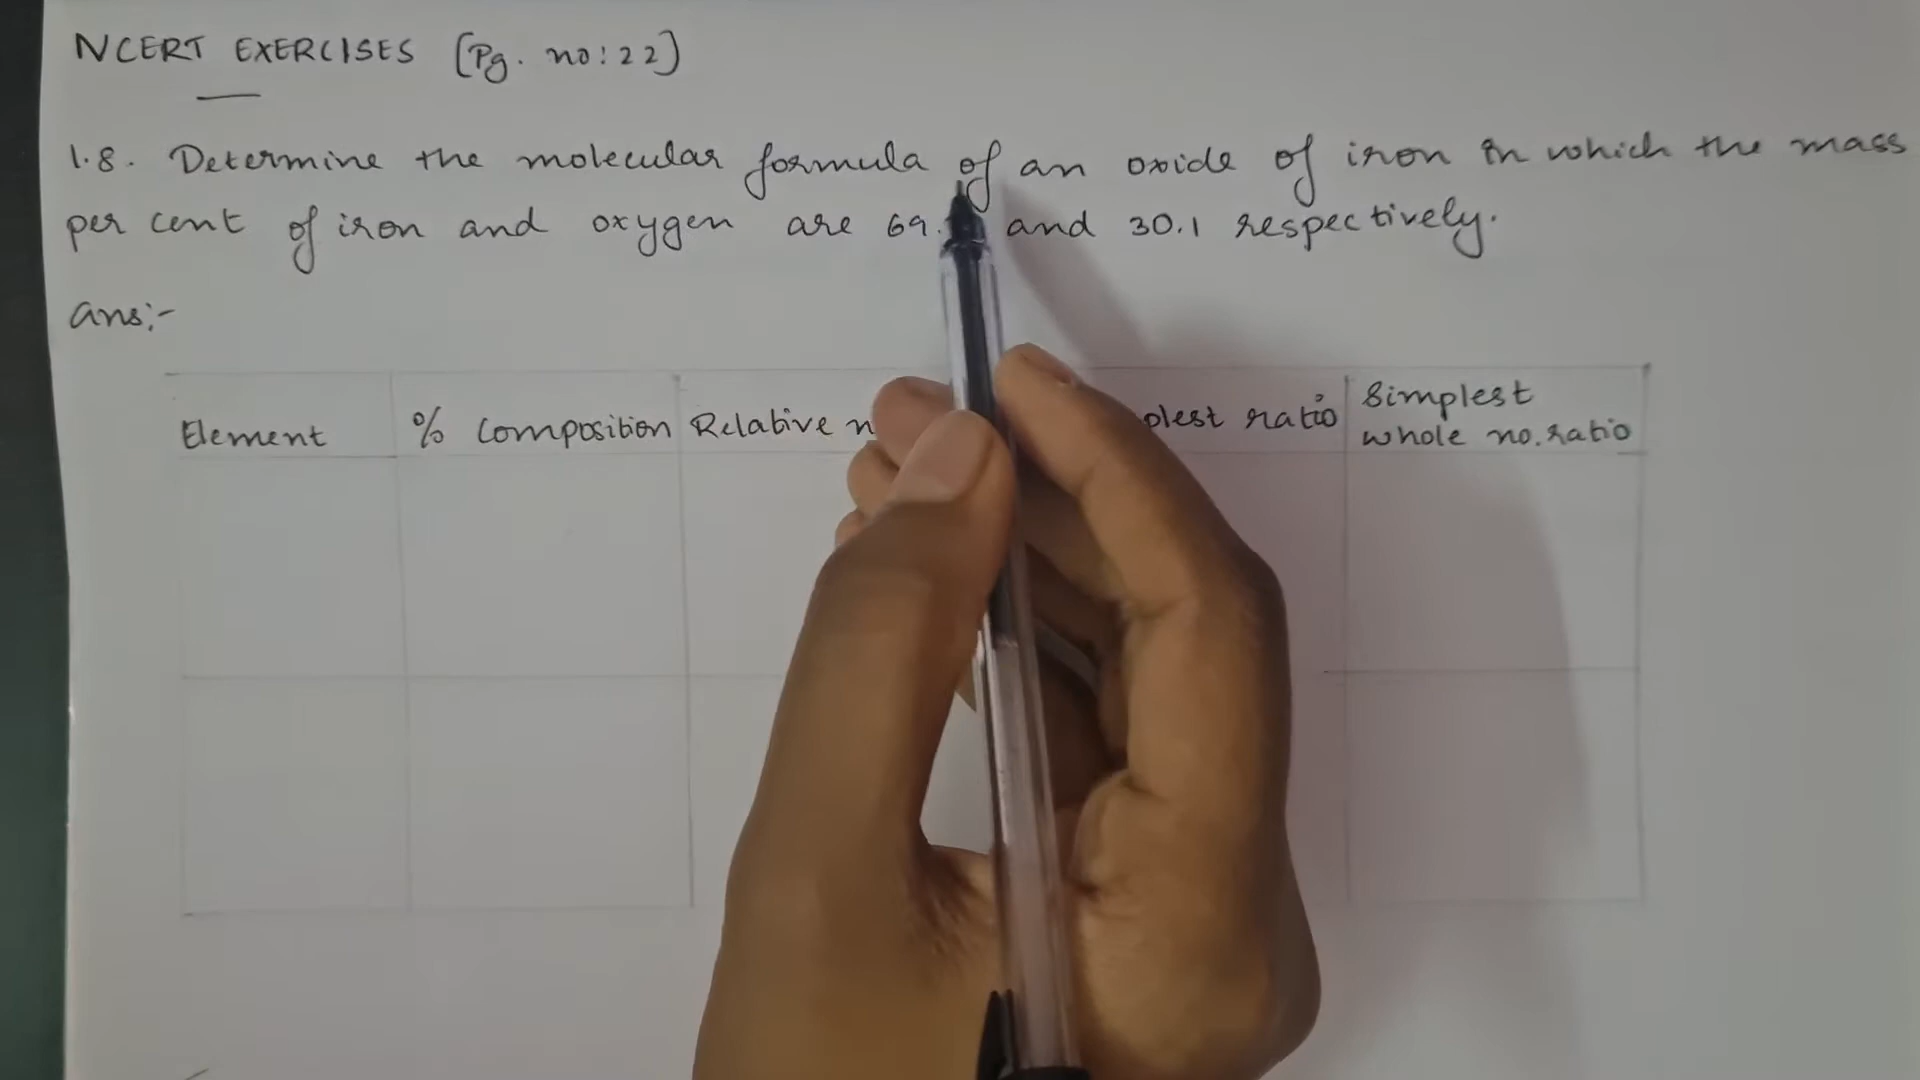 NCERT EXERCISES [Pg. no:22]
1.8. Determine the molecular formula of an oxide of iron in which the mass
per cent of iron and oxygen are 69. and 30.1 respectively.
Ans:-
Element % composition Relative ratio Simplest
whole no. ratio